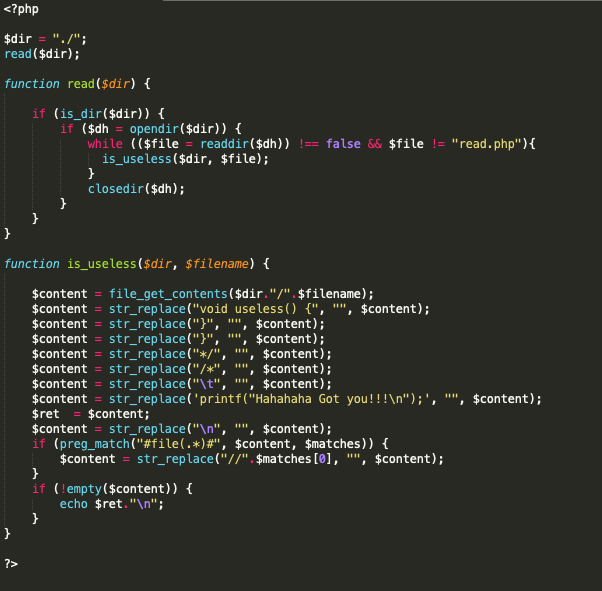 <?php
$dir = "./";
read($dir);
function read($dir) {
if (is_dir($dir)) {
if ($dh = opendir($dir)) {
while (($file = readdir($dh)) !== false && $file != "read.php"){
is_useless($dir, $file);
}
closedir($dh);
}
}
}
function is_useless($dir, $filename) {
$content = file_get_contents($dir."/".$filename);
$content = str_replace("void useless() {", "", $content);
$content = str_replace("}", "", $content);
$content = str_replace("}", "", $content);
$content = str_replace("*/", "", $content);
$content = str_replace("/*", "", $content);
$content = str_replace("\t", "", $content);
$content = str_replace('printf("Hahahaha Got you!!!\n");', "", $content);
$ret  = $content;
$content = str_replace("\n", "", $content);
if (preg_match("#file(.*)#", $content, $matches)) {
$content = str_replace("//".$matches[0], "", $content);
}
if (!empty($content)) {
echo $ret."\n";
}
}
?>